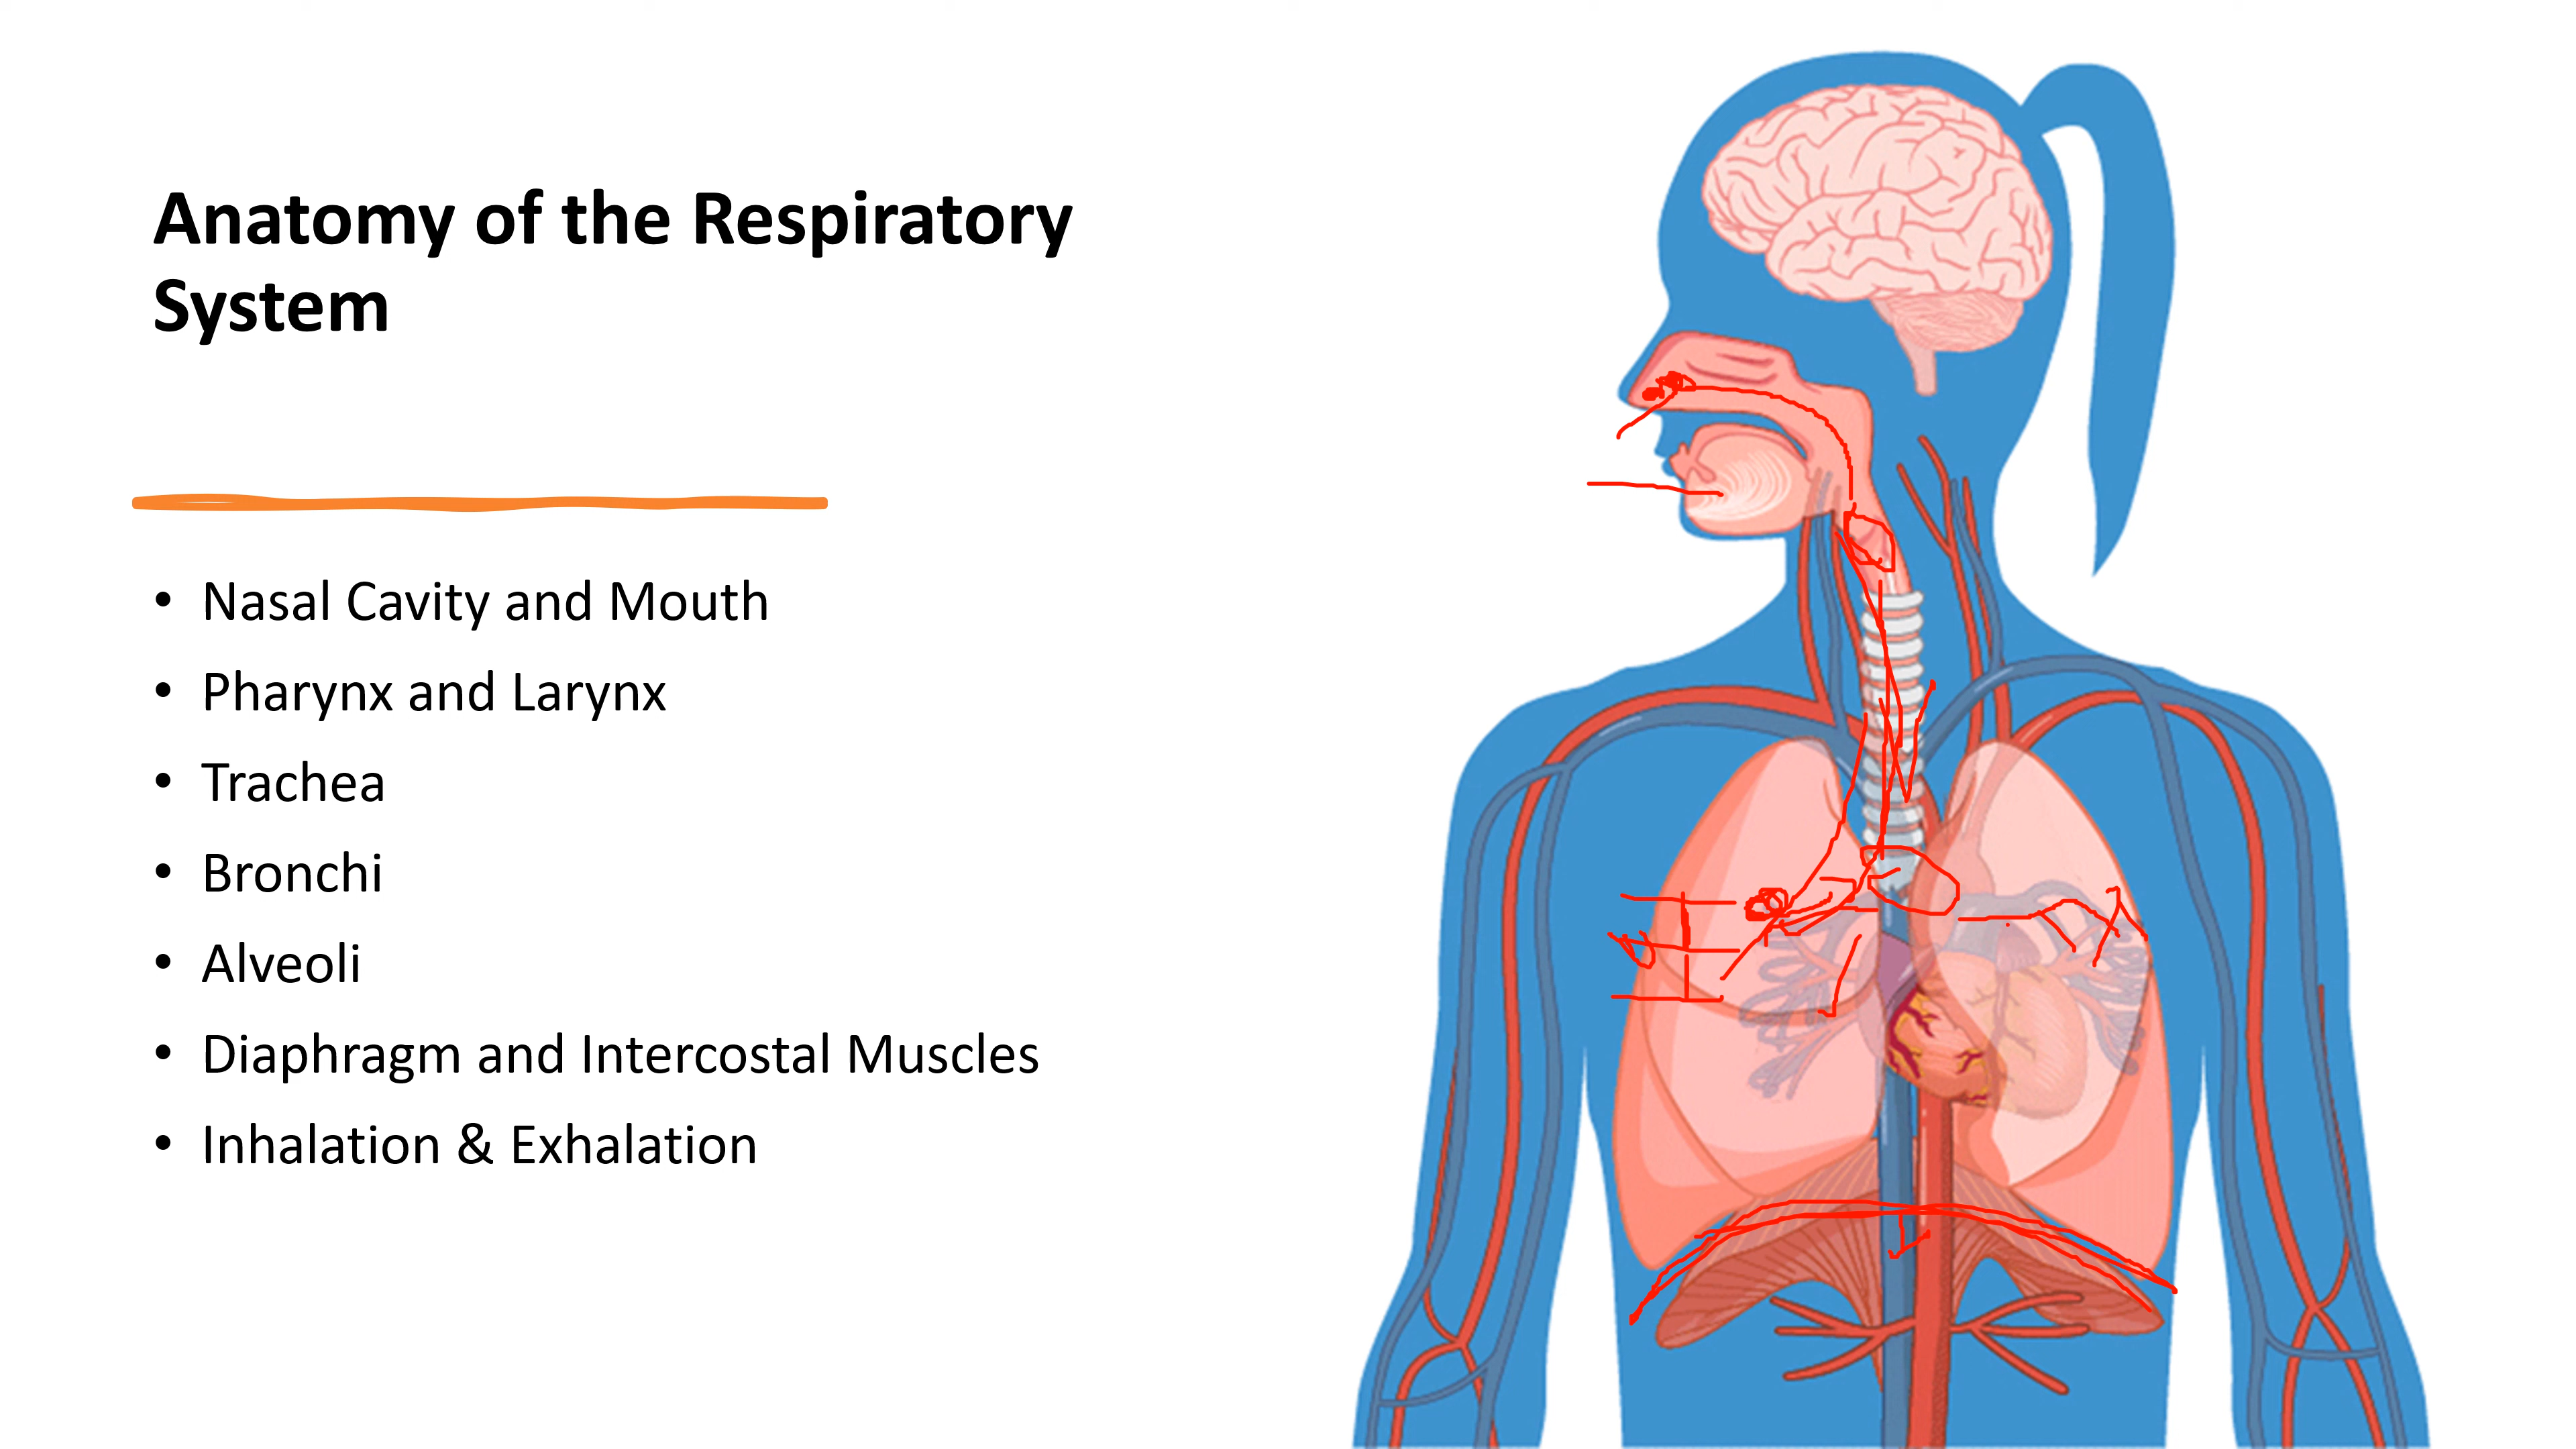 Anatomy of the Respiratory
System
• Nasal Cavity and Mouth
• Pharynx and Larynx
• Trachea
• Bronchi
• Alveoli
• Diaphragm and Intercostal Muscles
• Inhalation & Exhalation